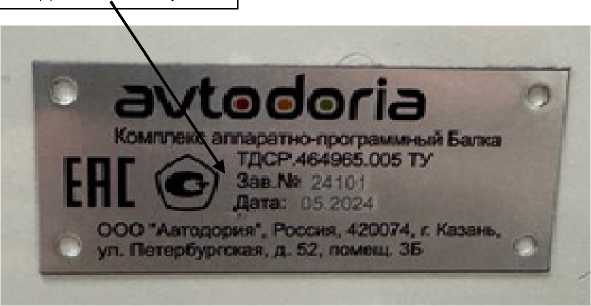 avtodoria
Комплекс аппаратно-программный Балка
ТДСР.464965.005 ТУ
ЕАС
Зав.№ 24101
Дата: 05.2024
ООО "Автодория", Россия, 420074, г. Казань,
ул. Петербургская, д. 52, помещ. 3Б